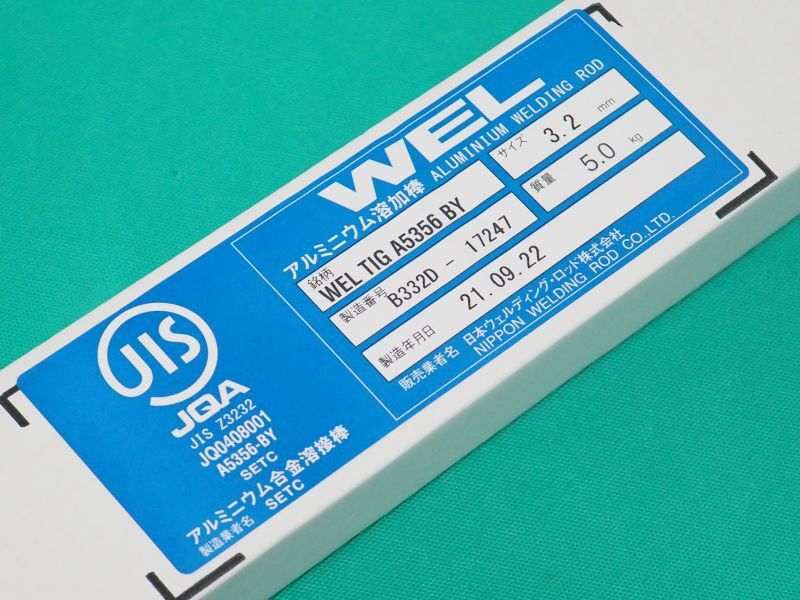 WEL
アルミニウム溶加棒 ALUMINIUM WELDING ROD
銘柄 WEL TIG A5356 BY
サイズ 3.2 mm
製造番号 B332D - 17247
質量 5.0 kg
製造年月日 21.09.22
販売業者名 日本ウェルディング・ロッド株式会社
NIPPON WELDING ROD CO.,LTD.
JIS
JQA
JIS Z3232
JQ0408001
A5356-BY
SETC
アルミニウム合金溶接棒
製造業者名 SETC